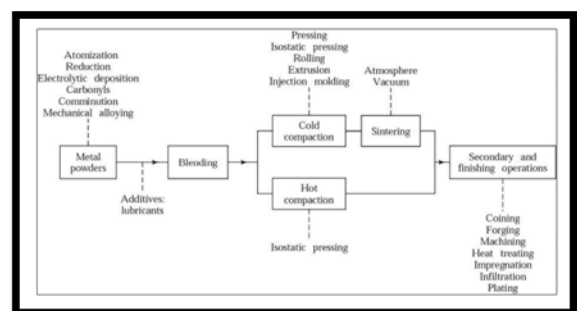 Atomization
Reduction
Electrolytic deposition
Carbonyls
Comminution
Mechanical alloying
Pressing
Isostatic pressing
Rolling
Extrusion
Injection molding
Atmosphere
Vacuum
Metal
powders
Additives:
lubricants
Blending
Cold
compaction
Sintering
Hot
compaction
Isostatic pressing
Secondary and
finishing operations
Coining
Forging
Machining
Heat treating
Impregnation
Infiltration
Plating